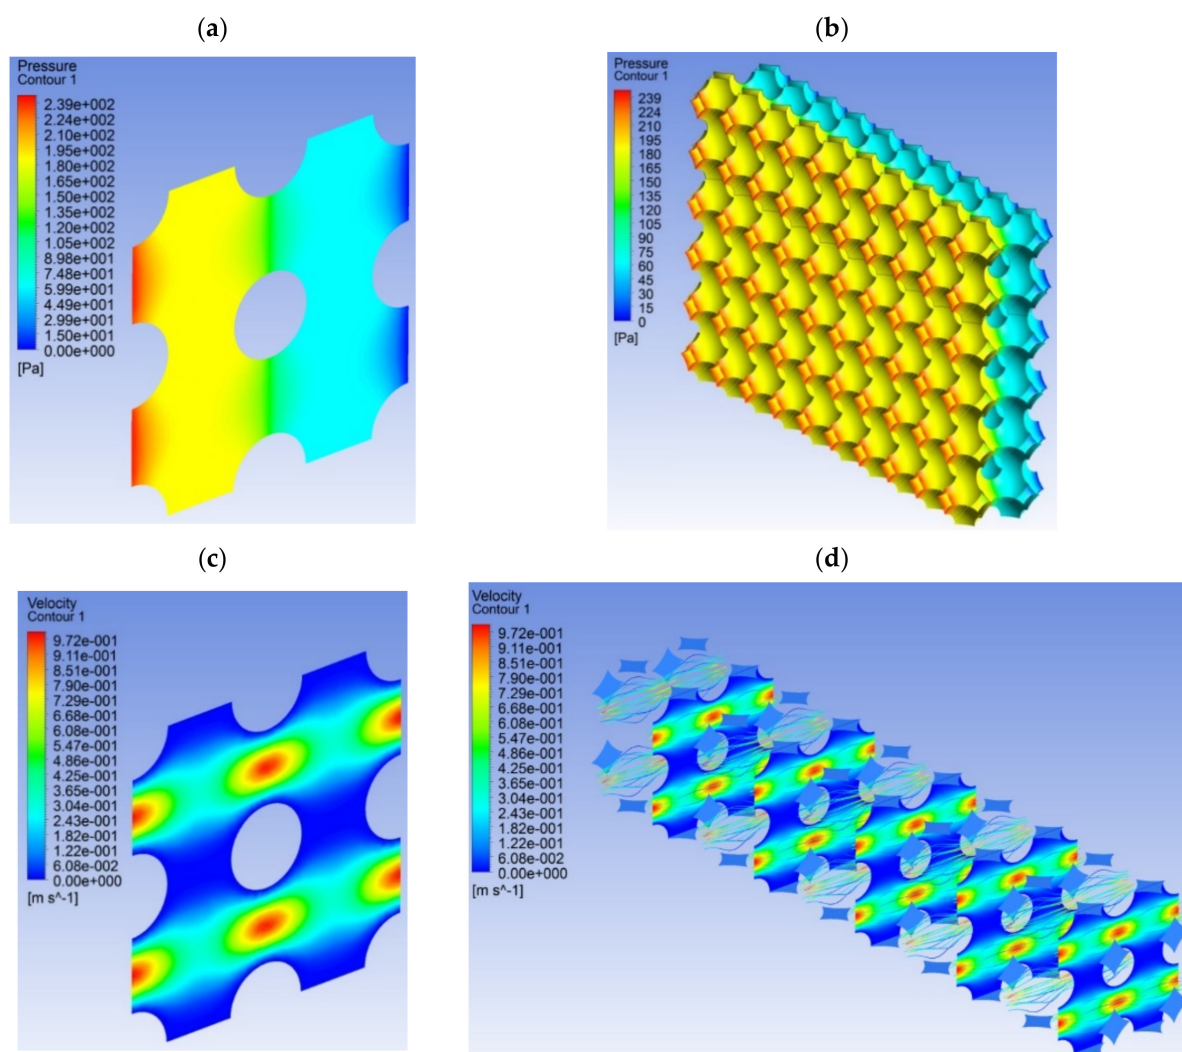 (a)
Pressure
Contour 1
2.39e+002
2.24e+002
2.10e+002
1.95e+002
1.80e+002
1.65e+002
1.50e+002
1.35e+002
1.20e+002
1.05e+002
8.98e+001
7.48e+001
5.99e+001
4.49e+001
2.99e+001
1.50e+001
0.00e+000
[Pa]
(b)
Pressure
Contour 1
239
224
210
195
180
165
150
135
120
105
90
75
60
45
30
15
0
[Pa]
(c)
Velocity
Contour 1
9.72e-001
9.11e-001
8.51e-001
7.90e-001
7.29e-001
6.68e-001
6.08e-001
5.47e-001
4.86e-001
4.25e-001
3.65e-001
3.04e-001
2.43e-001
1.82e-001
1.22e-001
6.08e-002
0.00e+000
[m s^-1]
(d)
Velocity
Contour 1
9.72e-001
9.11e-001
8.51e-001
7.90e-001
7.29e-001
6.68e-001
6.08e-001
5.47e-001
4.86e-001
4.25e-001
3.65e-001
3.04e-001
2.43e-001
1.82e-001
1.22e-001
6.08e-002
0.00e+000
[m s^-1]